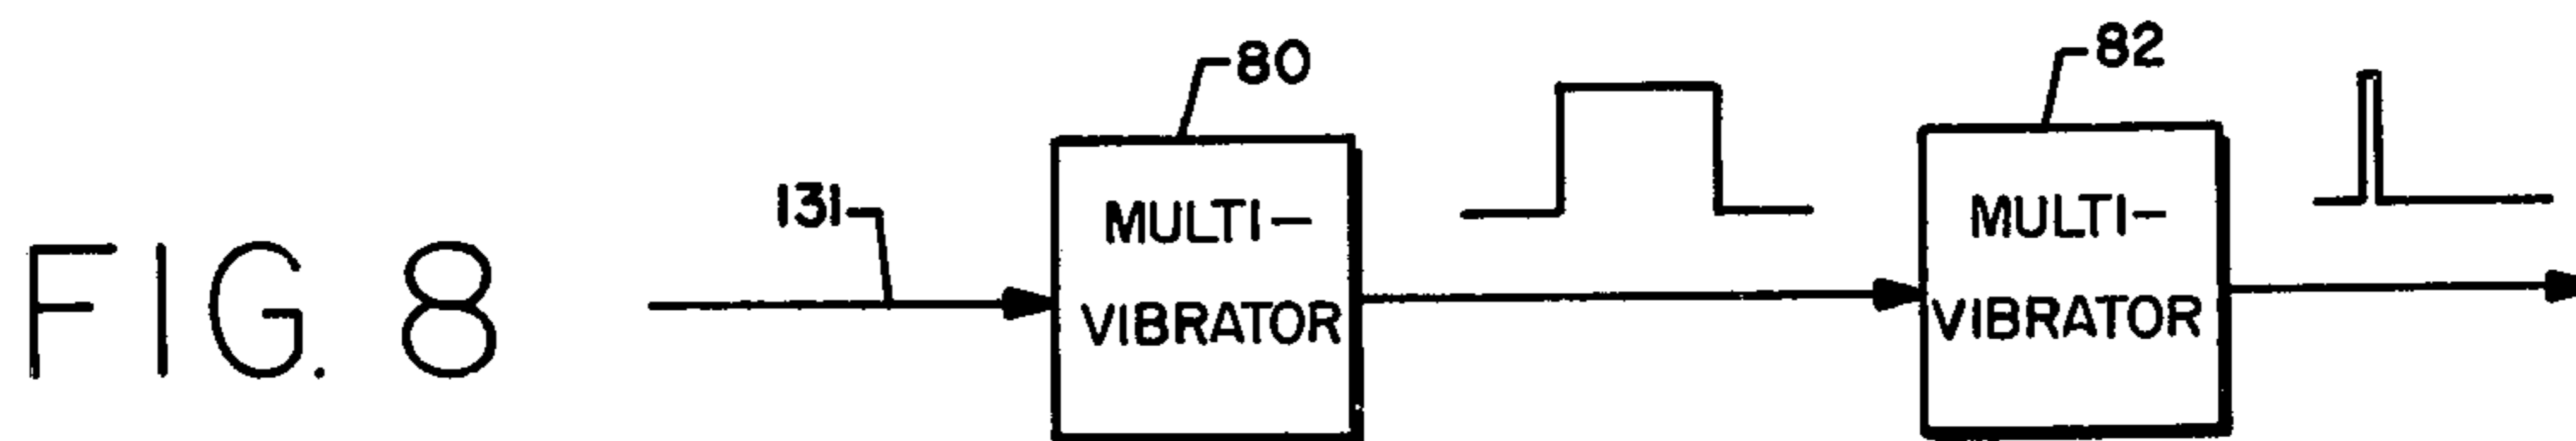 80
82
131
MULTI-
VIBRATOR
MULTI-
VIBRATOR
FIG. 8